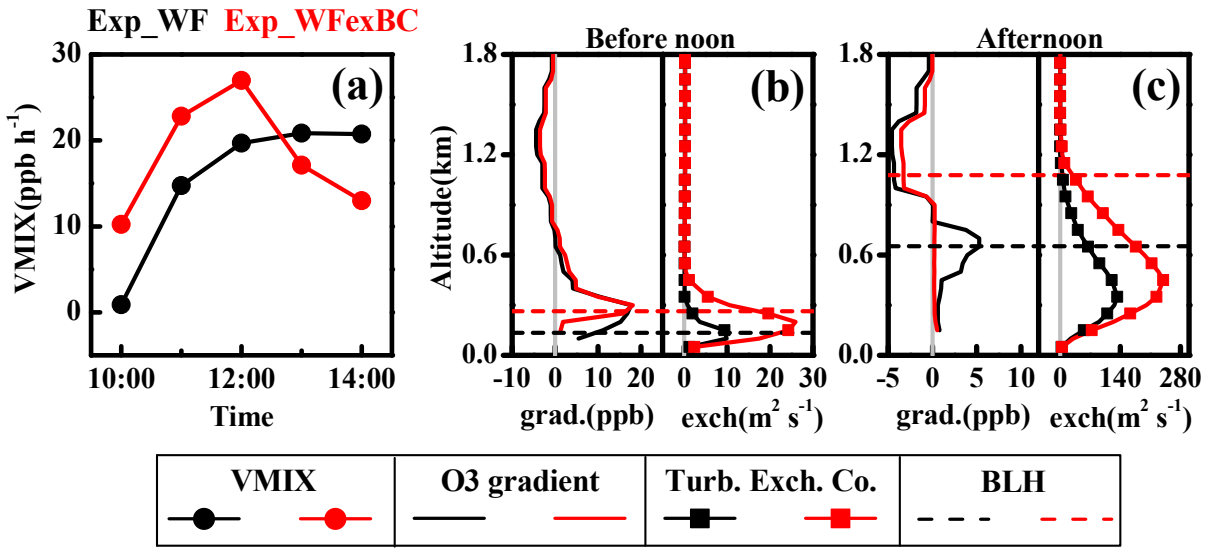 Exp_WF Exp_WFexBC
Before noon
Afternoon
VMIX(ppb h-1)
30
20
10
0
(a)
10:00 12:00 14:00
Time
Altitude(km)
1.8
1.2
0.6
0.0
(b)
-10 0 10 20 0 10 20 30
grad.(ppb) exch(m2 s-1)
1.8
1.2
0.6
0.0
(c)
-5 0 5 10 0 140 280
grad.(ppb) exch(m2 s-1)
VMIX O3 gradient Turb. Exch. Co. BLH